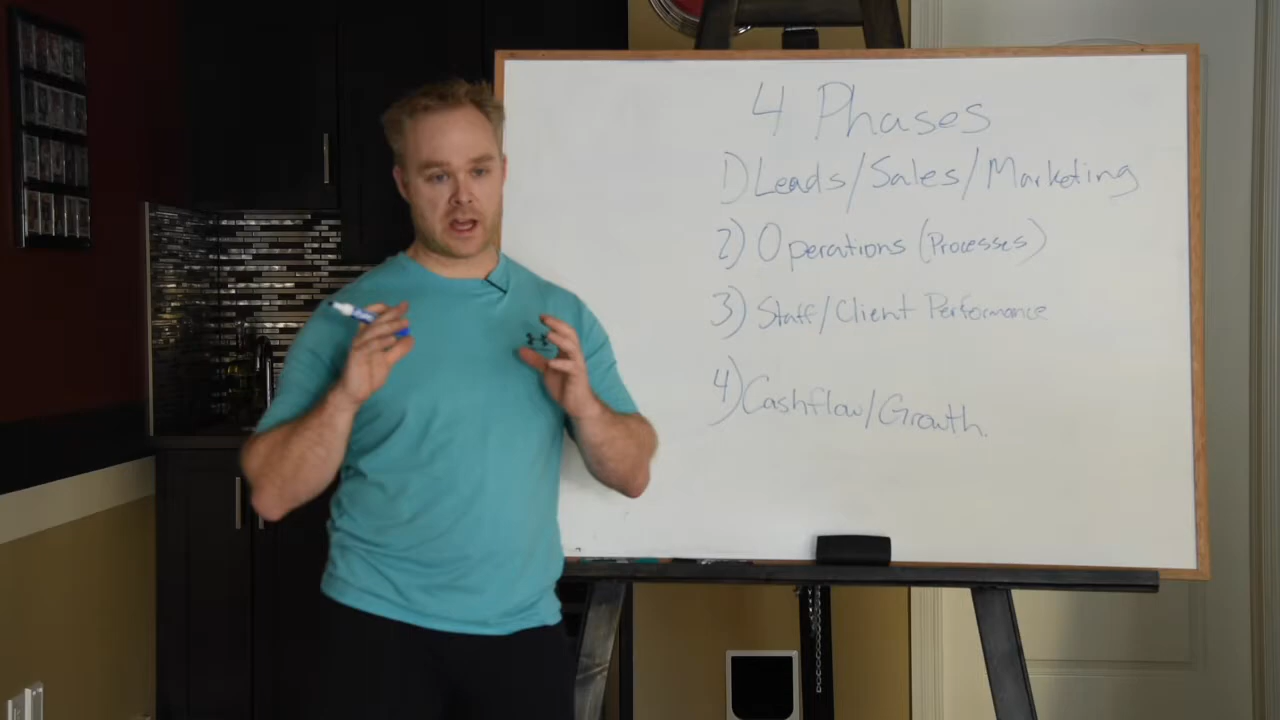 4 Phases
1) Leads/Sales/Marketing
2) Operations (Processes)
3) Staff/Client Performance
4) Cashflow/Growth.